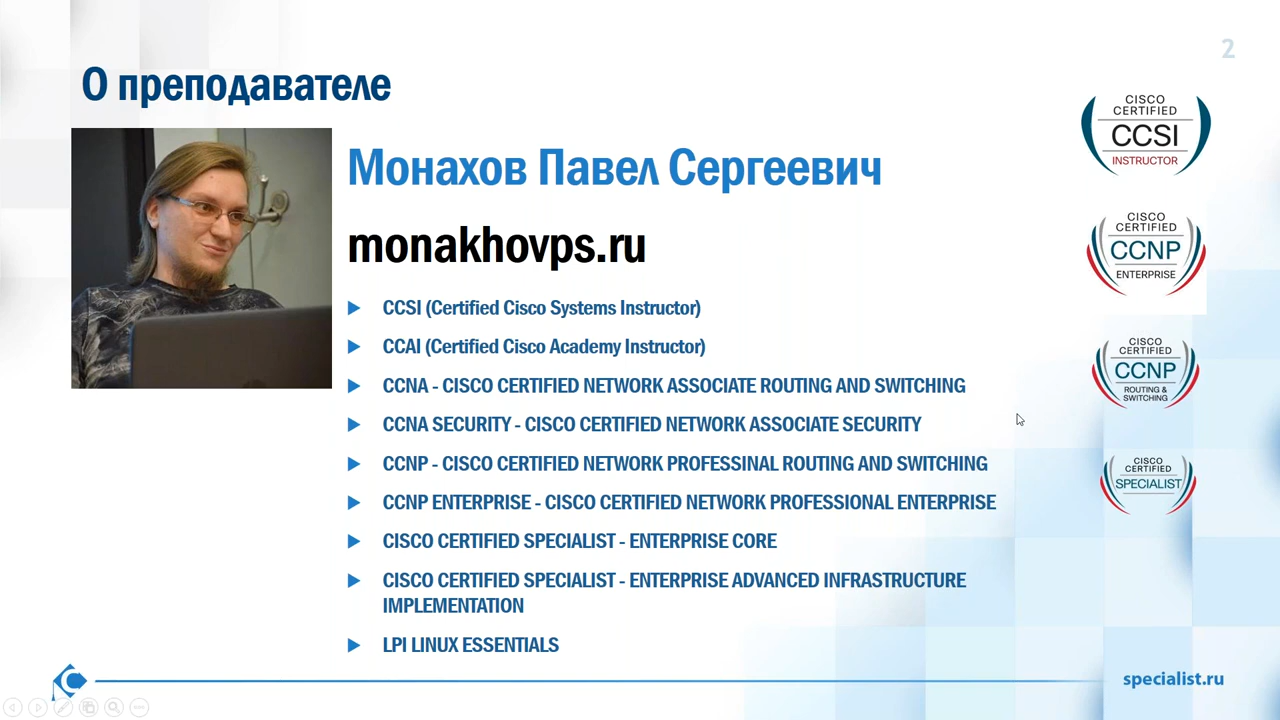 2
О преподавателе
Монахов Павел Сергеевич
monakhovps.ru
CCSI (Certified Cisco Systems Instructor)
CCAI (Certified Cisco Academy Instructor)
CCNA - CISCO CERTIFIED NETWORK ASSOCIATE ROUTING AND SWITCHING
CCNA SECURITY - CISCO CERTIFIED NETWORK ASSOCIATE SECURITY
CCNP - CISCO CERTIFIED NETWORK PROFESSINAL ROUTING AND SWITCHING
CCNP ENTERPRISE - CISCO CERTIFIED NETWORK PROFESSIONAL ENTERPRISE
CISCO CERTIFIED SPECIALIST - ENTERPRISE CORE
CISCO CERTIFIED SPECIALIST - ENTERPRISE ADVANCED INFRASTRUCTURE
IMPLEMENTATION
LPI LINUX ESSENTIALS
CISCO
CERTIFIED
CCSI
INSTRUCTOR
CISCO
CERTIFIED
CCNP
ENTERPRISE
CISCO
CERTIFIED
CCNP
ROUTING &
SWITCHING
CISCO
CERTIFIED
SPECIALIST
specialist.ru